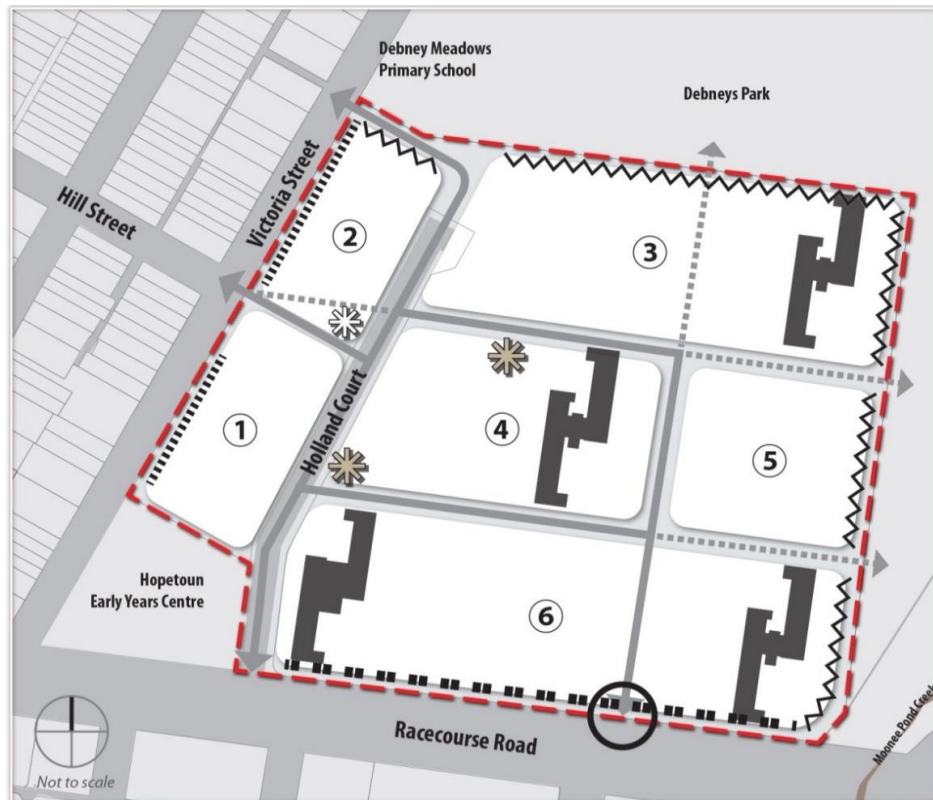 Debney Meadows
Primary School
Debneys Park
Victoria Street
Hill Street
2
3
1
Holland Court
4
5
Hopetoun
Early Years Centre
6
Racecourse Road
Moonee Pond Creek
Not to scale